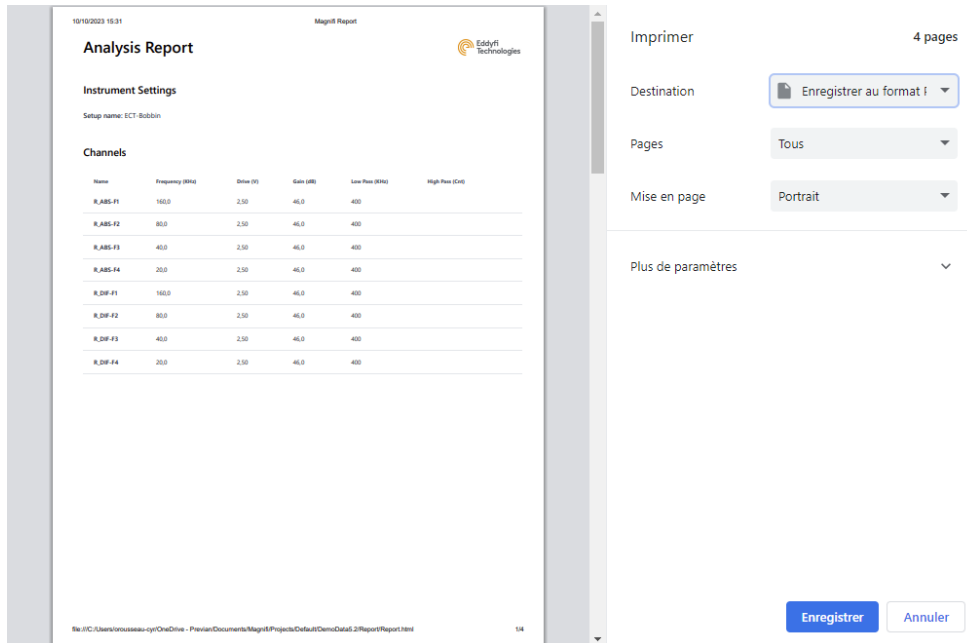 10/10/2023 15:31 Magnifi Report
Analysis Report
Eddyfi
Technologies
Instrument Settings
Setup name: ECT-Bobbin
Channels
Name Frequency (KHz) Drive (V) Gain (dB) Low Pass (KHz) High Pass (Cnt)
R_ABS-F1 160,0 2,50 46,0 400
R_ABS-F2 80,0 2,50 46,0 400
R_ABS-F3 40,0 2,50 46,0 400
R_ABS-F4 20,0 2,50 46,0 400
R_DIF-F1 160,0 2,50 46,0 400
R_DIF-F2 80,0 2,50 46,0 400
R_DIF-F3 40,0 2,50 46,0 400
R_DIF-F4 20,0 2,50 46,0 400
file:///C:/Users/orousseau-cyr/OneDrive - Previan/Documents/Magnifi/Projects/Default/DemoData5.2/Report/Report.html 1/4
Imprimer 4 pages
Destination Enregistrer au format
Pages Tous
Mise en page Portrait
Plus de paramètres
Enregistrer Annuler